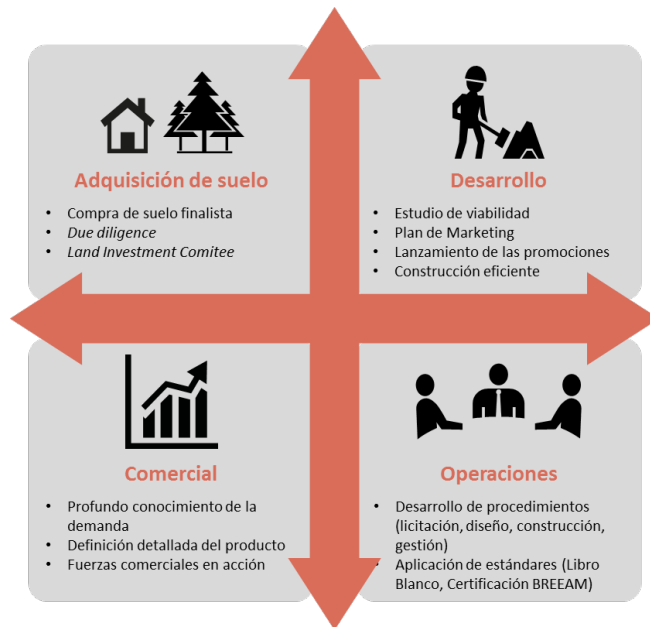 Adquisición de suelo
• Compra de suelo finalista
• Due diligence
• Land Investment Comitee
Desarrollo
• Estudio de viabilidad
• Plan de Marketing
• Lanzamiento de las promociones
• Construcción eficiente
Comercial
• Profundo conocimiento de la
demanda
• Definición detallada del producto
• Fuerzas comerciales en acción
Operaciones
• Desarrollo de procedimientos
(licitación, diseño, construcción,
gestión)
• Aplicación de estándares (Libro
Blanco, Certificación BREEAM)